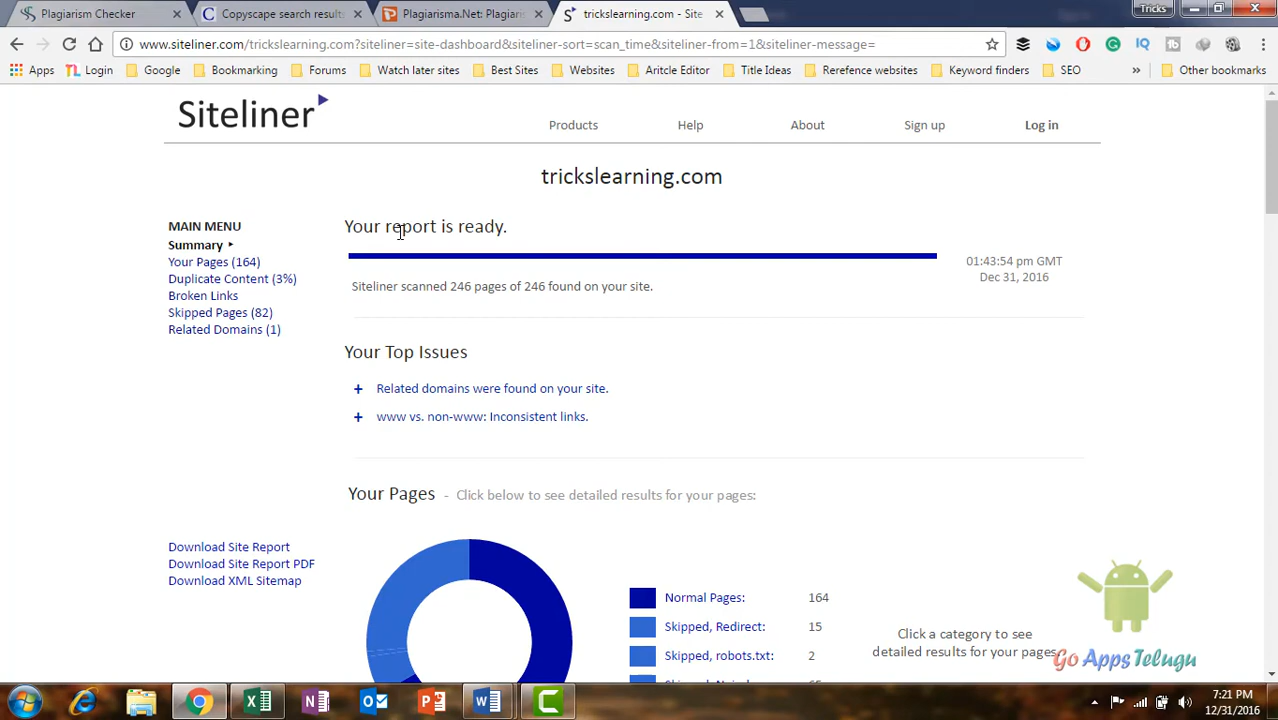 Plagiarism Checker
Copyscape search results
Plagiarisma.Net: Plagiaris
trickslearning.com - Site
Tricks
www.siteliner.com/trickslearning.com?siteliner=site-dashboard&siteliner-sort=scan_time&siteliner-from=1&siteliner-message=
Apps
Login
Google
Bookmarking
Forums
Watch later sites
Best Sites
Websites
Aritcle Editor
Title Ideas
Rerefence websites
Keyword finders
SEO
»
Other bookmarks
Siteliner
Products
Help
About
Sign up
Log in
trickslearning.com
MAIN MENU
Summary
Your Pages (164)
Duplicate Content (3%)
Broken Links
Skipped Pages (82)
Related Domains (1)
Your report is ready.
01:43:54 pm GMT
Dec 31, 2016
Siteliner scanned 246 pages of 246 found on your site.
Your Top Issues
+ Related domains were found on your site.
+ www vs. non-www: Inconsistent links.
Your Pages - Click below to see detailed results for your pages:
Download Site Report
Download Site Report PDF
Download XML Sitemap
Normal Pages: 164
Skipped, Redirect: 15
Skipped, robots.txt: 2
Click a category to see
detailed results for your pages
Go Apps Telugu
7:21 PM
12/31/2016